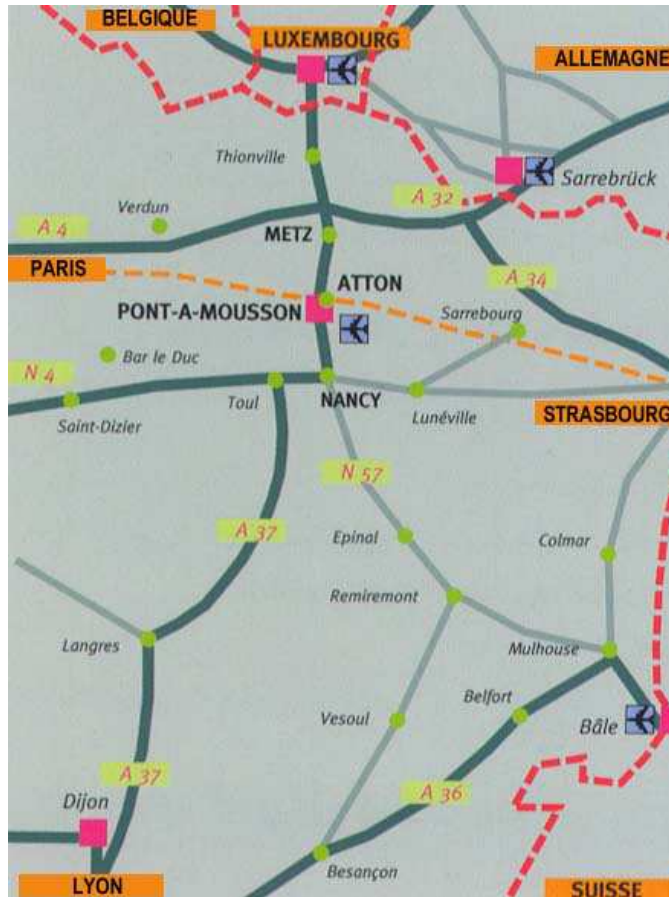 BELGIQUE
LUXEMBOURG
ALLEMAGNE
Thionville
Sarrebrück
A 32
Verdun
A 4
METZ
PARIS
A 34
ATTON
PONT-A-MOUSSON
Sarrebourg
Bar le Duc
N 4
Toul
NANCY
Lunéville
STRASBOURG
Saint-Dizier
N 57
A 37
Epinal
Colmar
Remiremont
Langres
Mulhouse
Belfort
Vesoul
Bâle
A 37
A 36
Dijon
Besançon
LYON
SUISSE